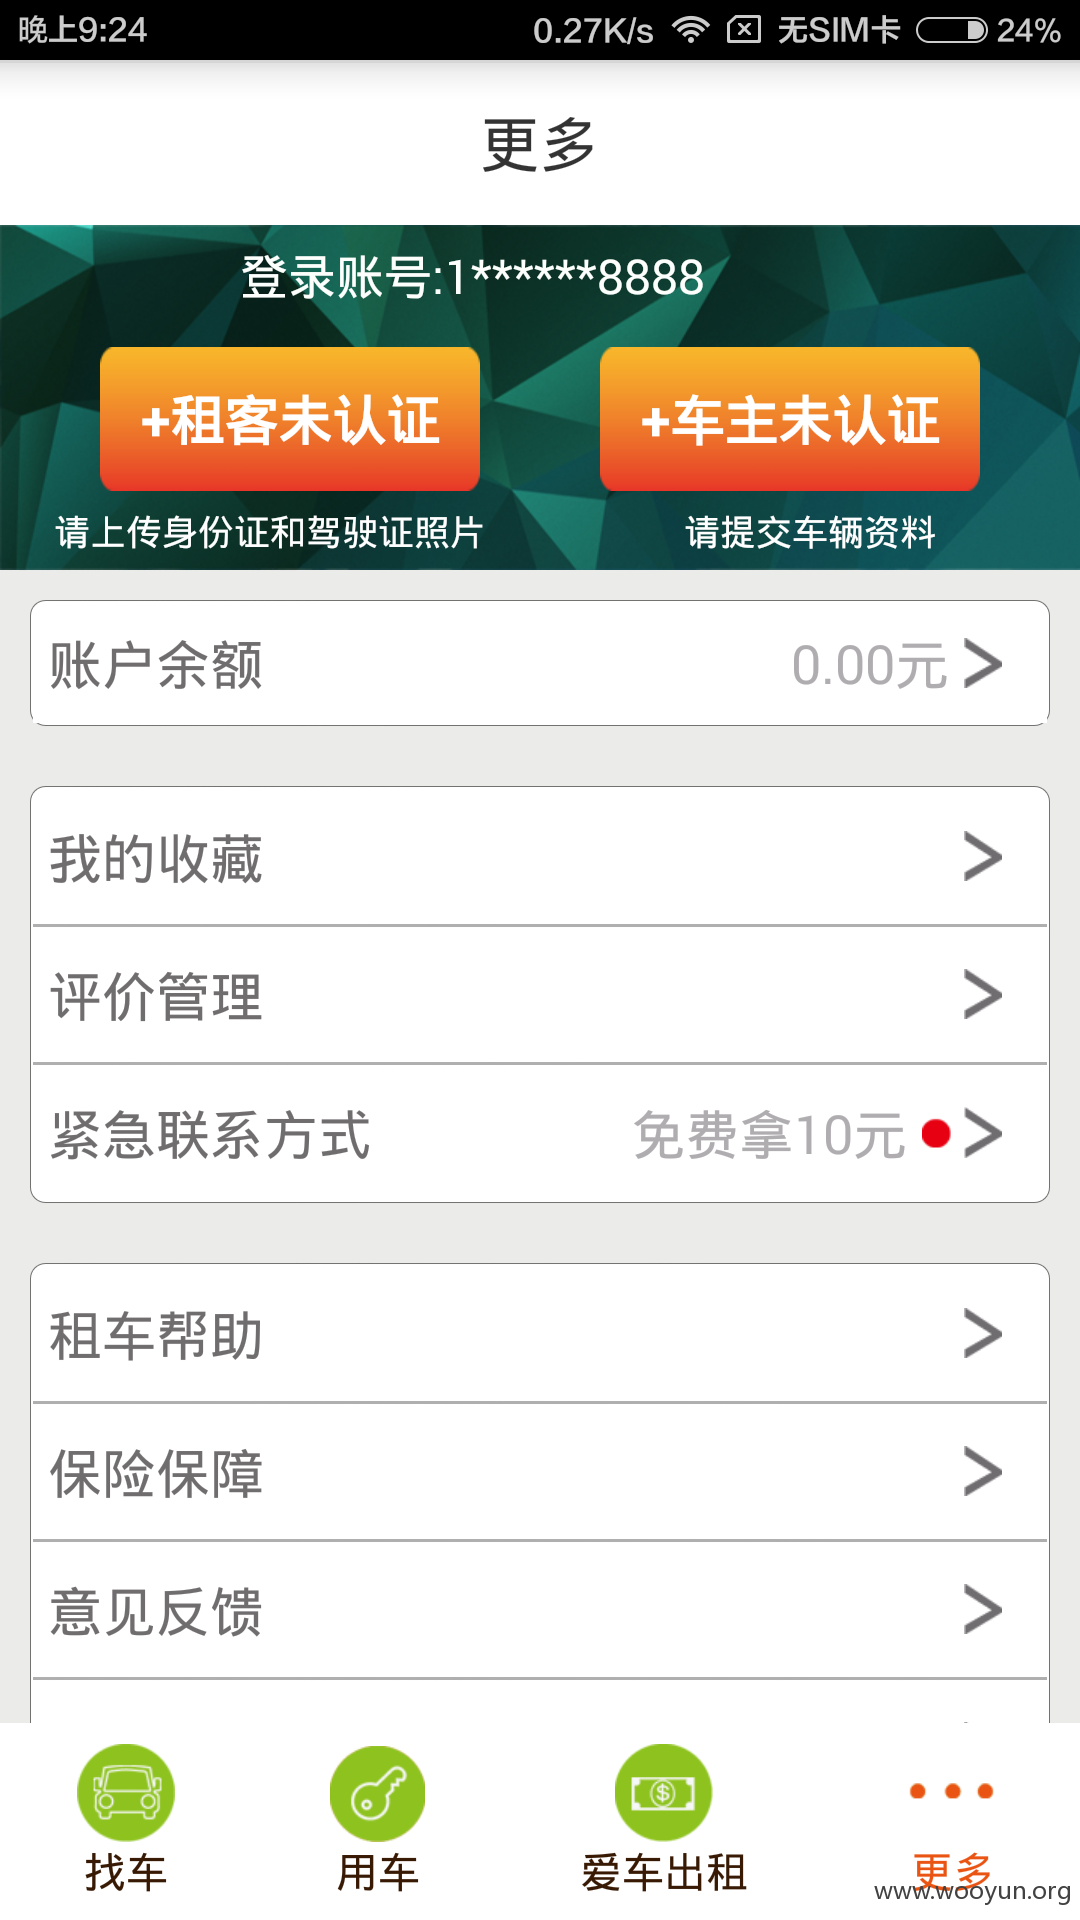 晚上9:24 0.27K/s 无SIM卡 24%
更多
登录账号:1******8888
+租客未认证 +车主未认证
请上传身份证和驾驶证照片 请提交车辆资料
账户余额 0.00元
我的收藏
评价管理
紧急联系方式 免费拿10元
租车帮助
保险保障
意见反馈
找车 用车 爱车出租 更多
www.wooyun.org